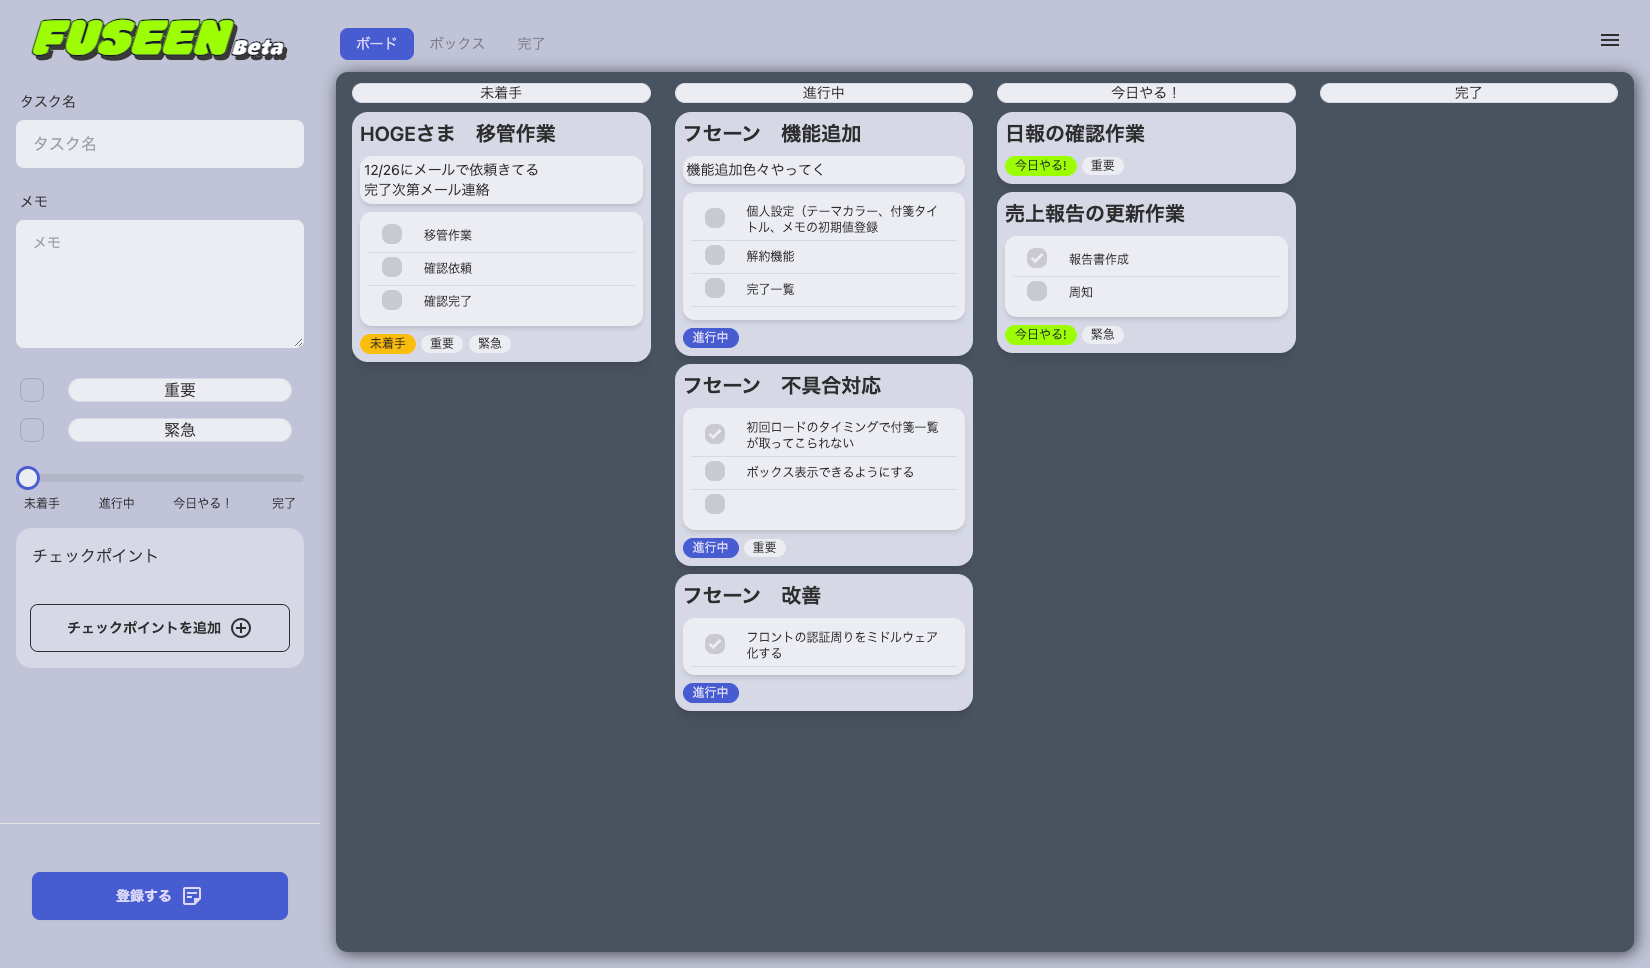 FUSEEN Beta
ボード
ボックス
完了
タスク名
タスク名
メモ
メモ
重要
緊急
未着手
進行中
今日やる！
完了
チェックポイント
チェックポイントを追加
登録する
未着手
HOGEさま　移管作業
12/26にメールで依頼きてる
完了次第メール連絡
移管作業
確認依頼
確認完了
未着手
重要
緊急
進行中
フセーン　機能追加
機能追加色々やってく
個人設定（テーマカラー、付箋タイ
トル、メモの初期値登録
解約機能
完了一覧
進行中
フセーン　不具合対応
初回ロードのタイミングで付箋一覧
が取ってこられない
ボックス表示できるようにする
進行中
重要
フセーン　改善
フロントの認証周りをミドルウェア
化する
進行中
今日やる！
日報の確認作業
今日やる!
重要
売上報告の更新作業
報告書作成
周知
今日やる!
緊急
完了